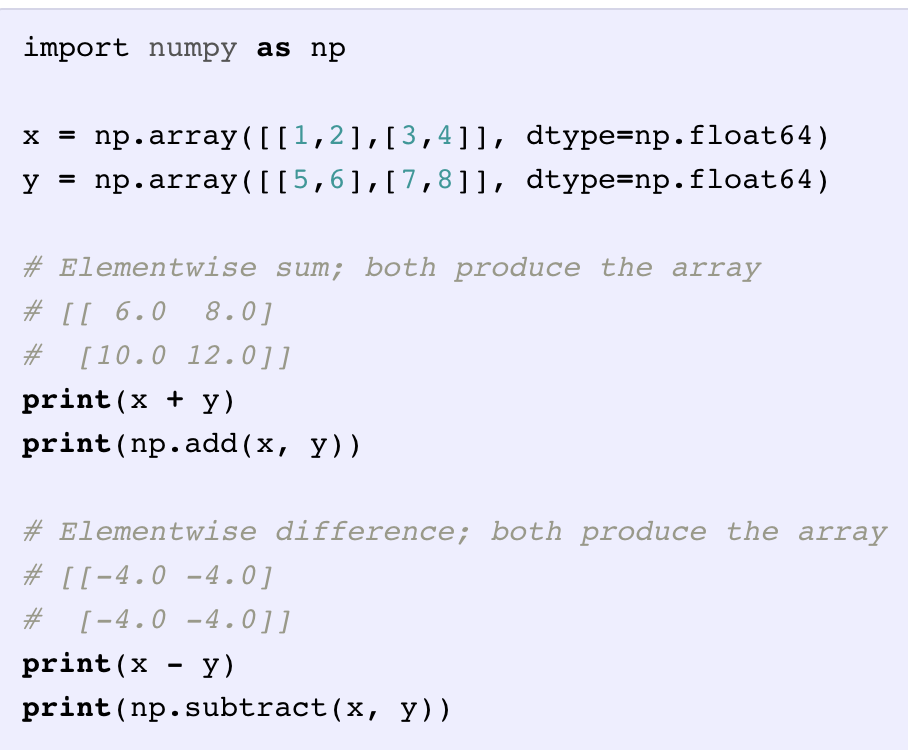 import numpy as np
x = np.array([[1,2],[3,4]], dtype=np.float64)
y = np.array([[5,6],[7,8]], dtype=np.float64)
# Elementwise sum; both produce the array
# [[ 6.0  8.0]
#  [10.0 12.0]]
print(x + y)
print(np.add(x, y))
# Elementwise difference; both produce the array
# [[-4.0 -4.0]
#  [-4.0 -4.0]]
print(x - y)
print(np.subtract(x, y))